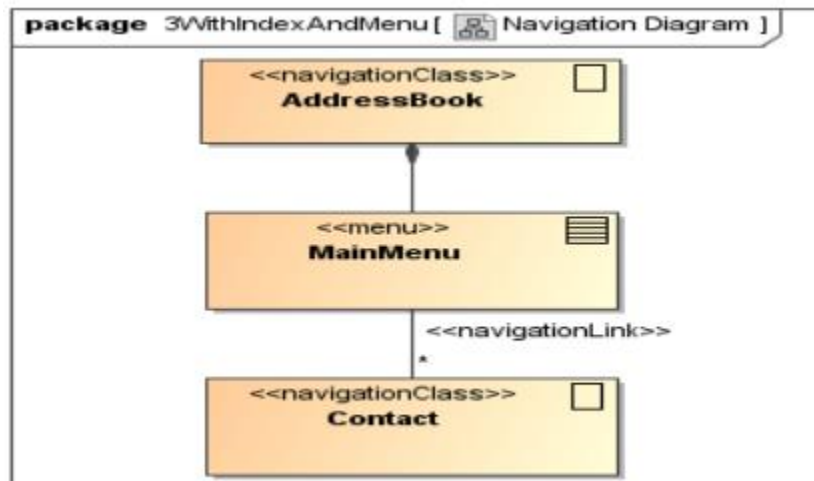 package 3WithIndexAndMenu [ Navigation Diagram ]
<<navigationClass>>
AddressBook
<<menu>>
MainMenu
<<navigationLink>>
*
<<navigationClass>>
Contact